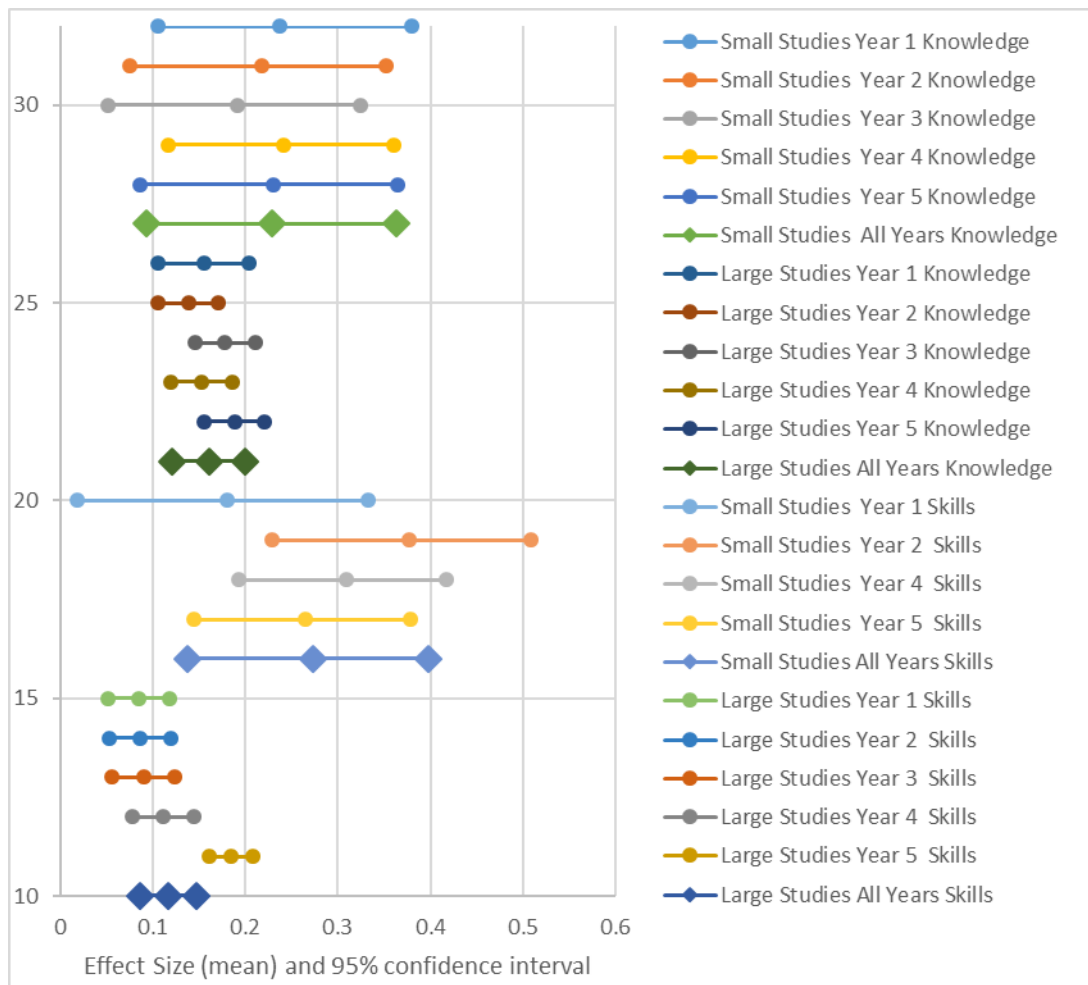 30
25
20
15
10
0 0.1 0.2 0.3 0.4 0.5 0.6
Effect Size (mean) and 95% confidence interval
Small Studies Year 1 Knowledge
Small Studies  Year 2 Knowledge
Small Studies  Year 3 Knowledge
Small Studies  Year 4 Knowledge
Small Studies  Year 5 Knowledge
Small Studies  All Years Knowledge
Large Studies Year 1 Knowledge
Large Studies Year 2 Knowledge
Large Studies Year 3 Knowledge
Large Studies Year 4 Knowledge
Large Studies Year 5 Knowledge
Large Studies All Years Knowledge
Small Studies Year 1 Skills
Small Studies  Year 2  Skills
Small Studies  Year 4  Skills
Small Studies  Year 5  Skills
Small Studies All Years Skills
Large Studies Year 1 Skills
Large Studies Year 2  Skills
Large Studies Year 3  Skills
Large Studies Year 4  Skills
Large Studies Year 5  Skills
Large Studies All Years Skills